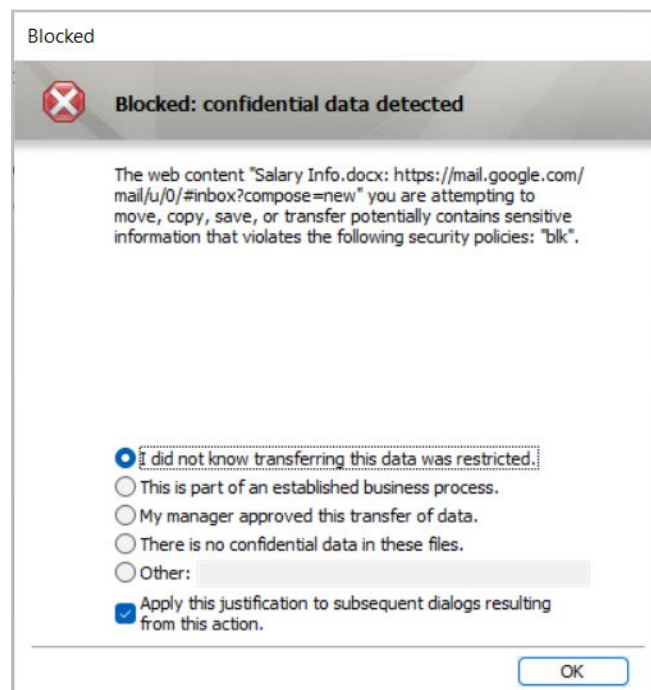 Blocked
Blocked: confidential data detected
The web content "Salary Info.docx: https://mail.google.com/
mail/u/0/#inbox?compose=new" you are attempting to
move, copy, save, or transfer potentially contains sensitive
information that violates the following security policies: "blk".
I did not know transferring this data was restricted.
This is part of an established business process.
My manager approved this transfer of data.
There is no confidential data in these files.
Other:
Apply this justification to subsequent dialogs resulting
from this action.
OK